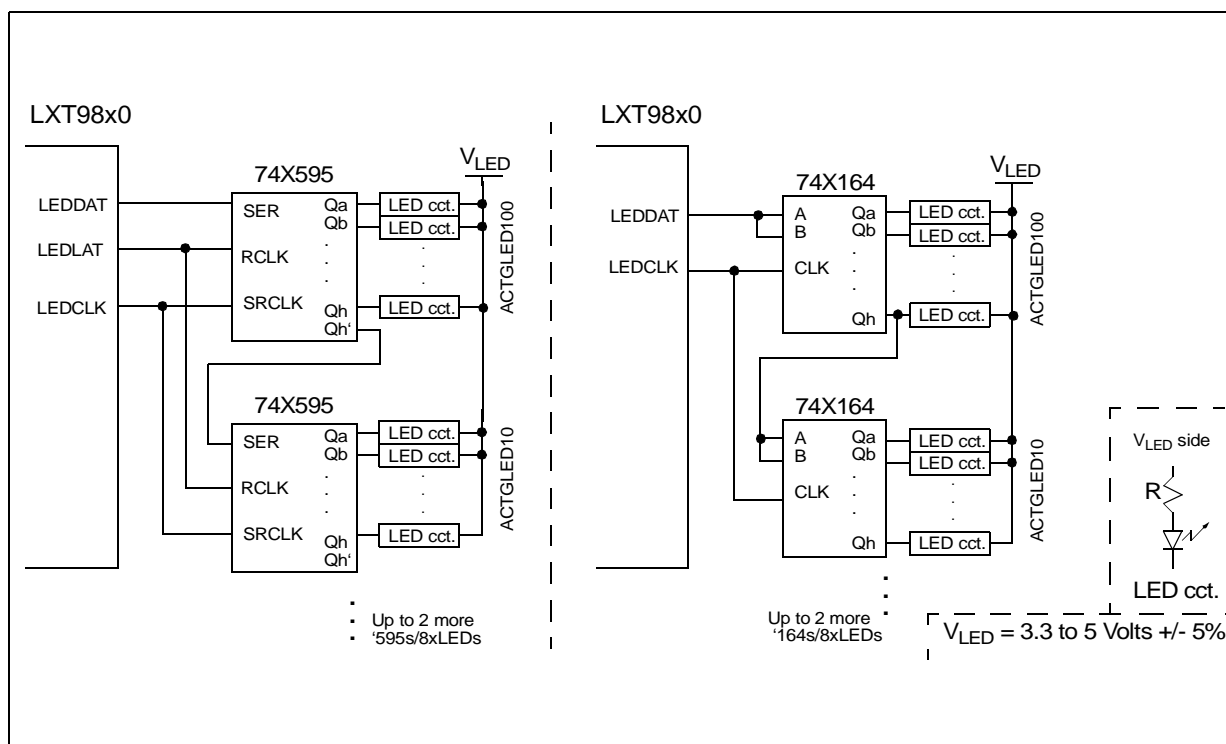 LXT98x0
LEDDAT
LEDLAT
LEDCLK
74X595
SER
RCLK
SRCLK
Qa
Qb
Qh
Qh‘
LED cct.
LED cct.
LED cct.
VLED
ACTGLED100
74X595
SER
RCLK
SRCLK
Qa
Qb
Qh
Qh‘
LED cct.
LED cct.
LED cct.
ACTGLED10
Up to 2 more
‘595s/8xLEDs
LXT98x0
LEDDAT
LEDCLK
74X164
A
B
CLK
Qa
Qb
Qh
LED cct.
LED cct.
LED cct.
VLED
ACTGLED100
74X164
A
B
CLK
Qa
Qb
Qh
LED cct.
LED cct.
LED cct.
ACTGLED10
Up to 2 more
‘164s/8xLEDs
VLED side
R
LED cct.
VLED = 3.3 to 5 Volts +/- 5%